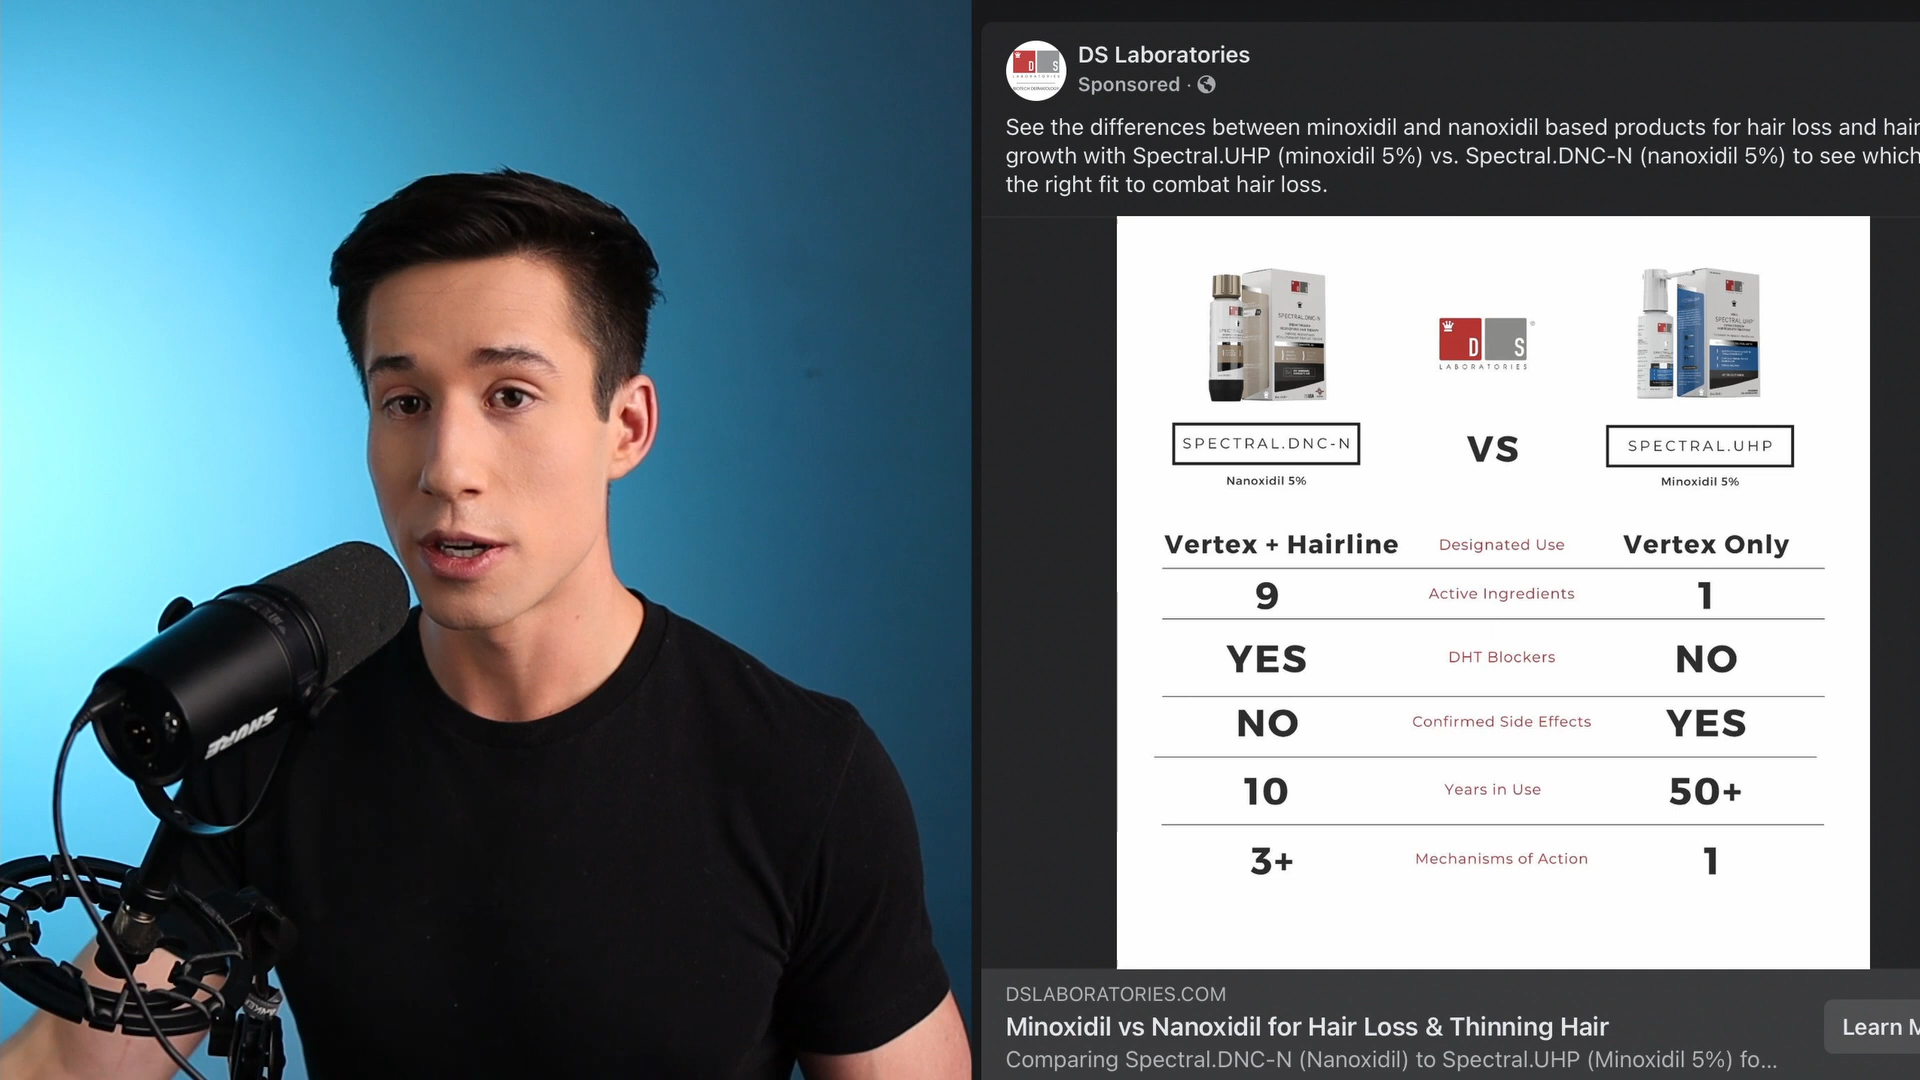 DS Laboratories
Sponsored ·
See the differences between minoxidil and nanoxidil based products for hair loss and hair
growth with Spectral.UHP (minoxidil 5%) vs. Spectral.DNC-N (nanoxidil 5%) to see which
the right fit to combat hair loss.
DS
LABORATORIES
SPECTRAL.DNC-N
VS
SPECTRAL.UHP
Nanoxidil 5%
Minoxidil 5%
Vertex + Hairline Designated Use Vertex Only
9 Active Ingredients 1
YES DHT Blockers NO
NO Confirmed Side Effects YES
10 Years in Use 50+
3+ Mechanisms of Action 1
SHURE
DSLABORATORIES.COM
Minoxidil vs Nanoxidil for Hair Loss & Thinning Hair
Learn M
Comparing Spectral.DNC-N (Nanoxidil) to Spectral.UHP (Minoxidil 5%) fo...